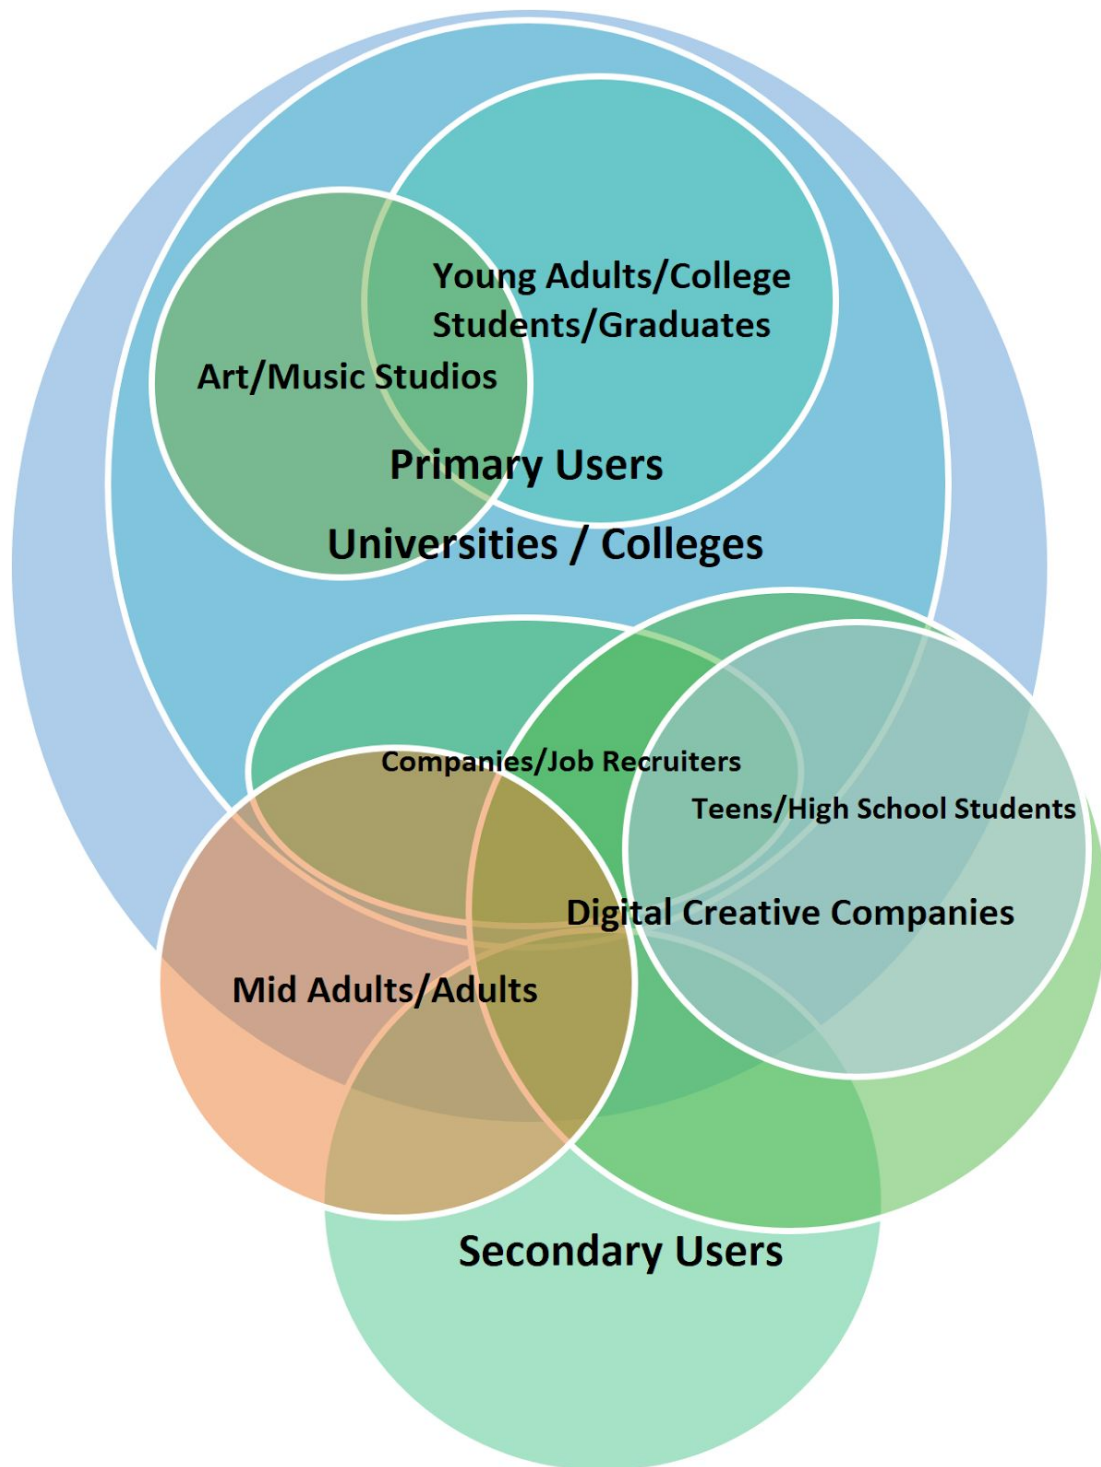 Young Adults/College
Students/Graduates
Art/Music Studios
Primary Users
Universities / Colleges
Companies/Job Recruiters
Teens/High School Students
Digital Creative Companies
Mid Adults/Adults
Secondary Users